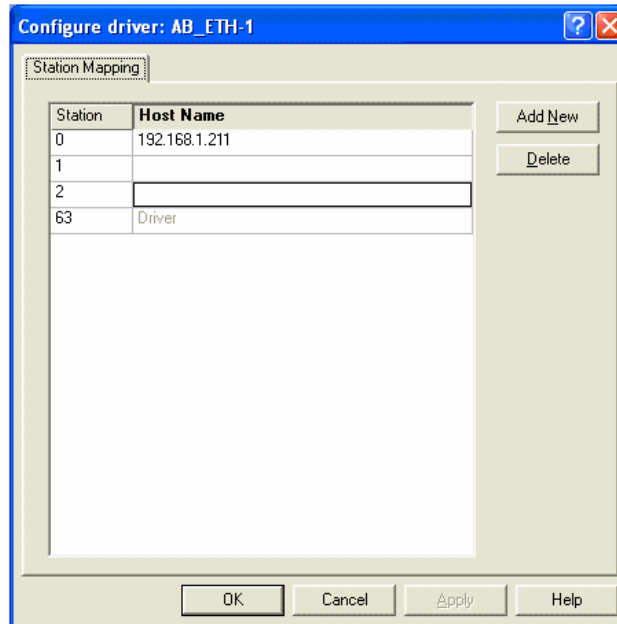 Configure driver: AB_ETH-1
Station Mapping
Station Host Name
0 192.168.1.211
1
2
63 Driver
Add New
Delete
OK Cancel Apply Help